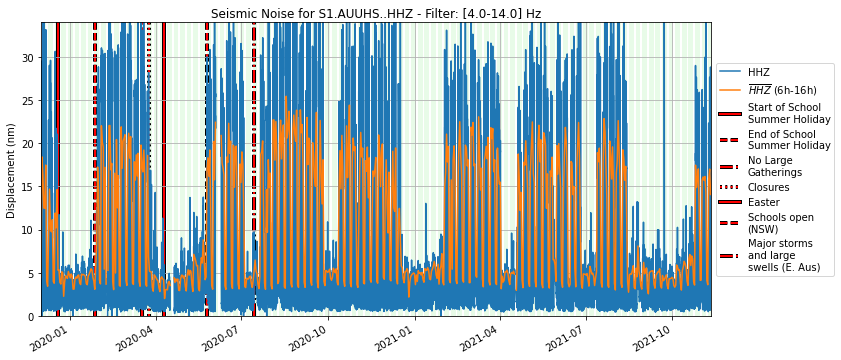 Seismic Noise for S1.AUUHS..HHZ - Filter: [4.0-14.0] Hz
Displacement (nm)
30
25
20
15
10
5
0
2020-01
2020-04
2020-07
2020-10
2021-01
2021-04
2021-07
2021-10
HHZ
HHZ (6h-16h)
Start of School
Summer Holiday
End of School
Summer Holiday
No Large
Gatherings
Closures
Easter
Schools open
(NSW)
Major storms
and large
swells (E. Aus)